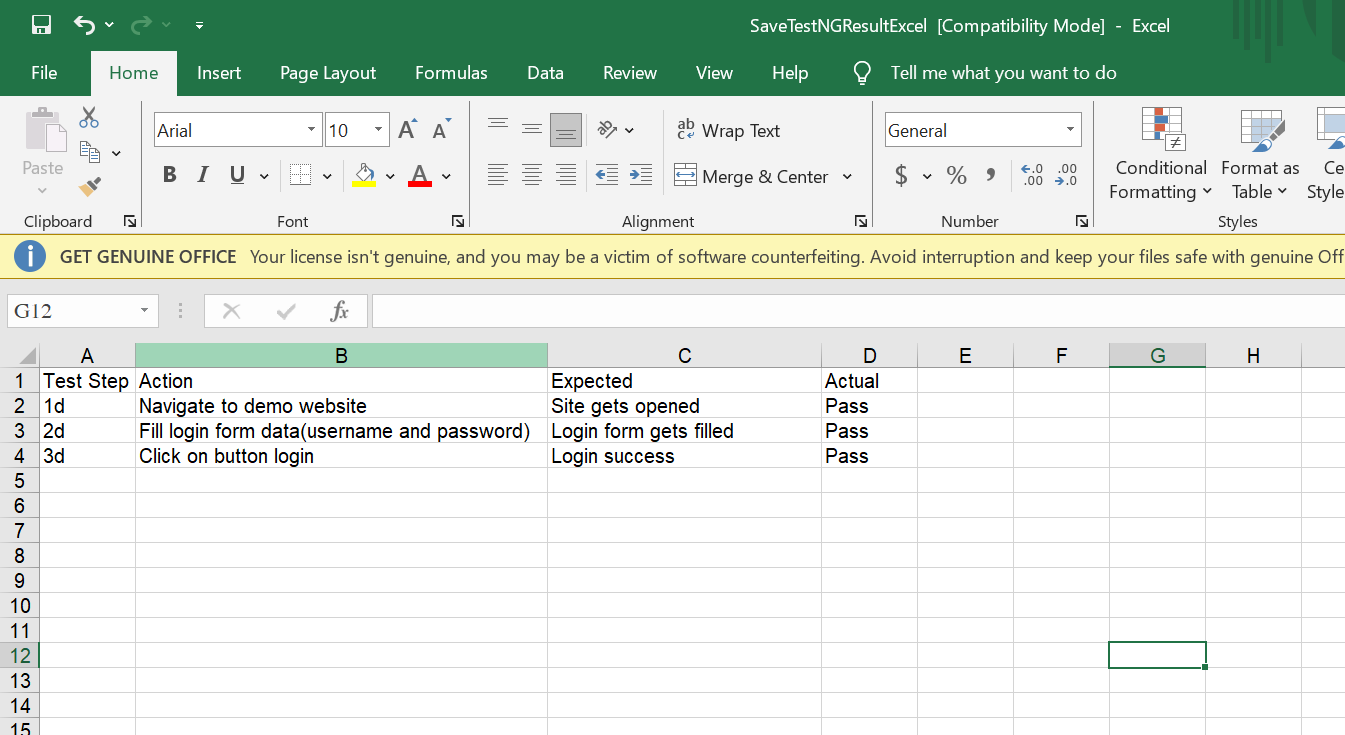 SaveTestNGResultExcel [Compatibility Mode] - Excel
File Home Insert Page Layout Formulas Data Review View Help Tell me what you want to do
Arial 10 A A ab c Wrap Text General
Paste B I U A Merge & Center $ % , .0 .00 .00 .0 Conditional Formatting Format as Table Ce Style
Clipboard Font Alignment Number Styles
i GET GENUINE OFFICE Your license isn't genuine, and you may be a victim of software counterfeiting. Avoid interruption and keep your files safe with genuine Off
G12 fx
A B C D E F G H
1 Test Step Action Expected Actual
2 1d Navigate to demo website Site gets opened Pass
3 2d Fill login form data(username and password) Login form gets filled Pass
4 3d Click on button login Login success Pass
5
6
7
8
9
10
11
12
13
14
15